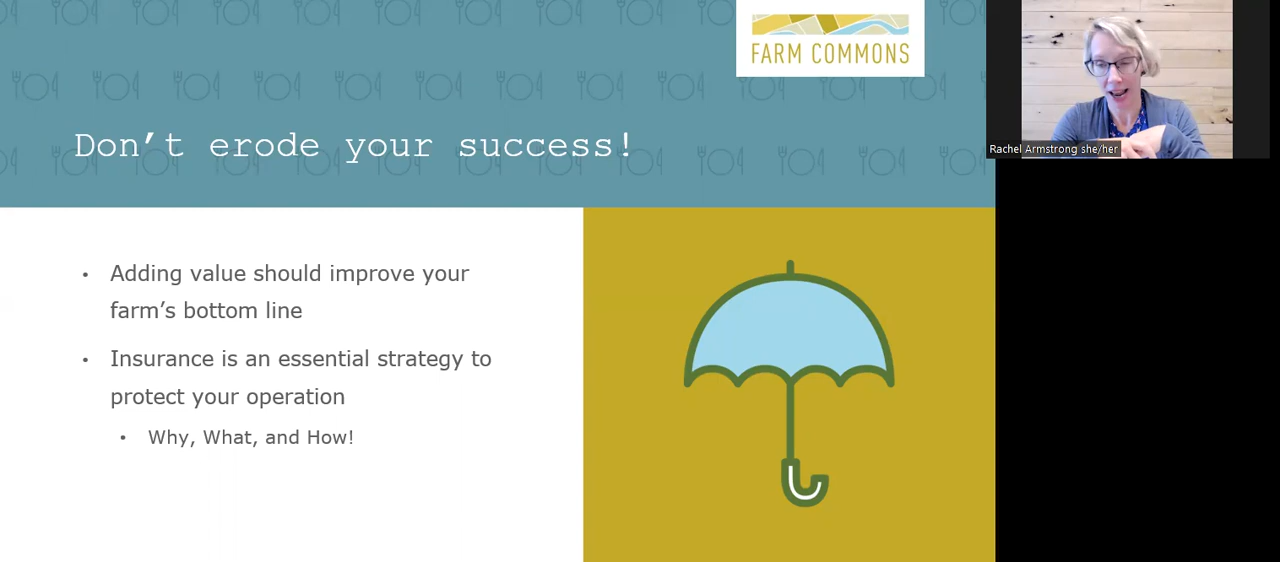 FARM COMMONS
Rachel Armstrong she/her
Don’t erode your success!
• Adding value should improve your
farm’s bottom line
• Insurance is an essential strategy to
protect your operation
• Why, What, and How!